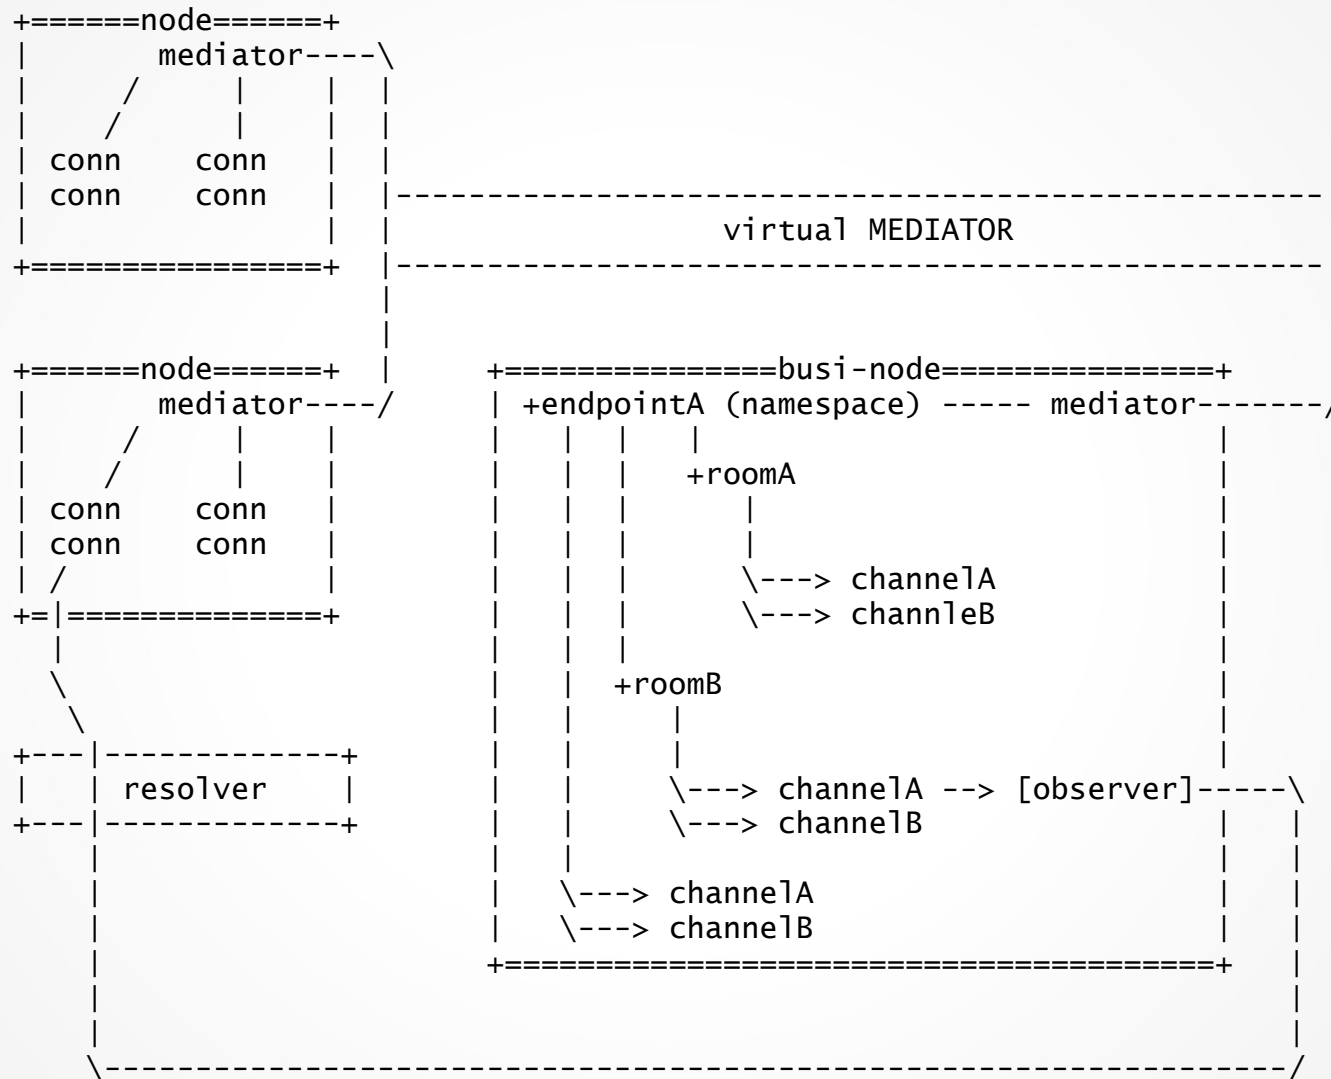 +======node======+
mediator----\
conn conn
conn conn
virtual MEDIATOR
+======node======+ +===============busi-node===============+
mediator----/ +endpointA (namespace) ----- mediator-------/
+roomA
conn conn
conn conn
\---> channelA
\---> channleB
+roomB
resolver \---> channelA --> [observer]-----\
\---> channelB
\---> channelA
\---> channelB